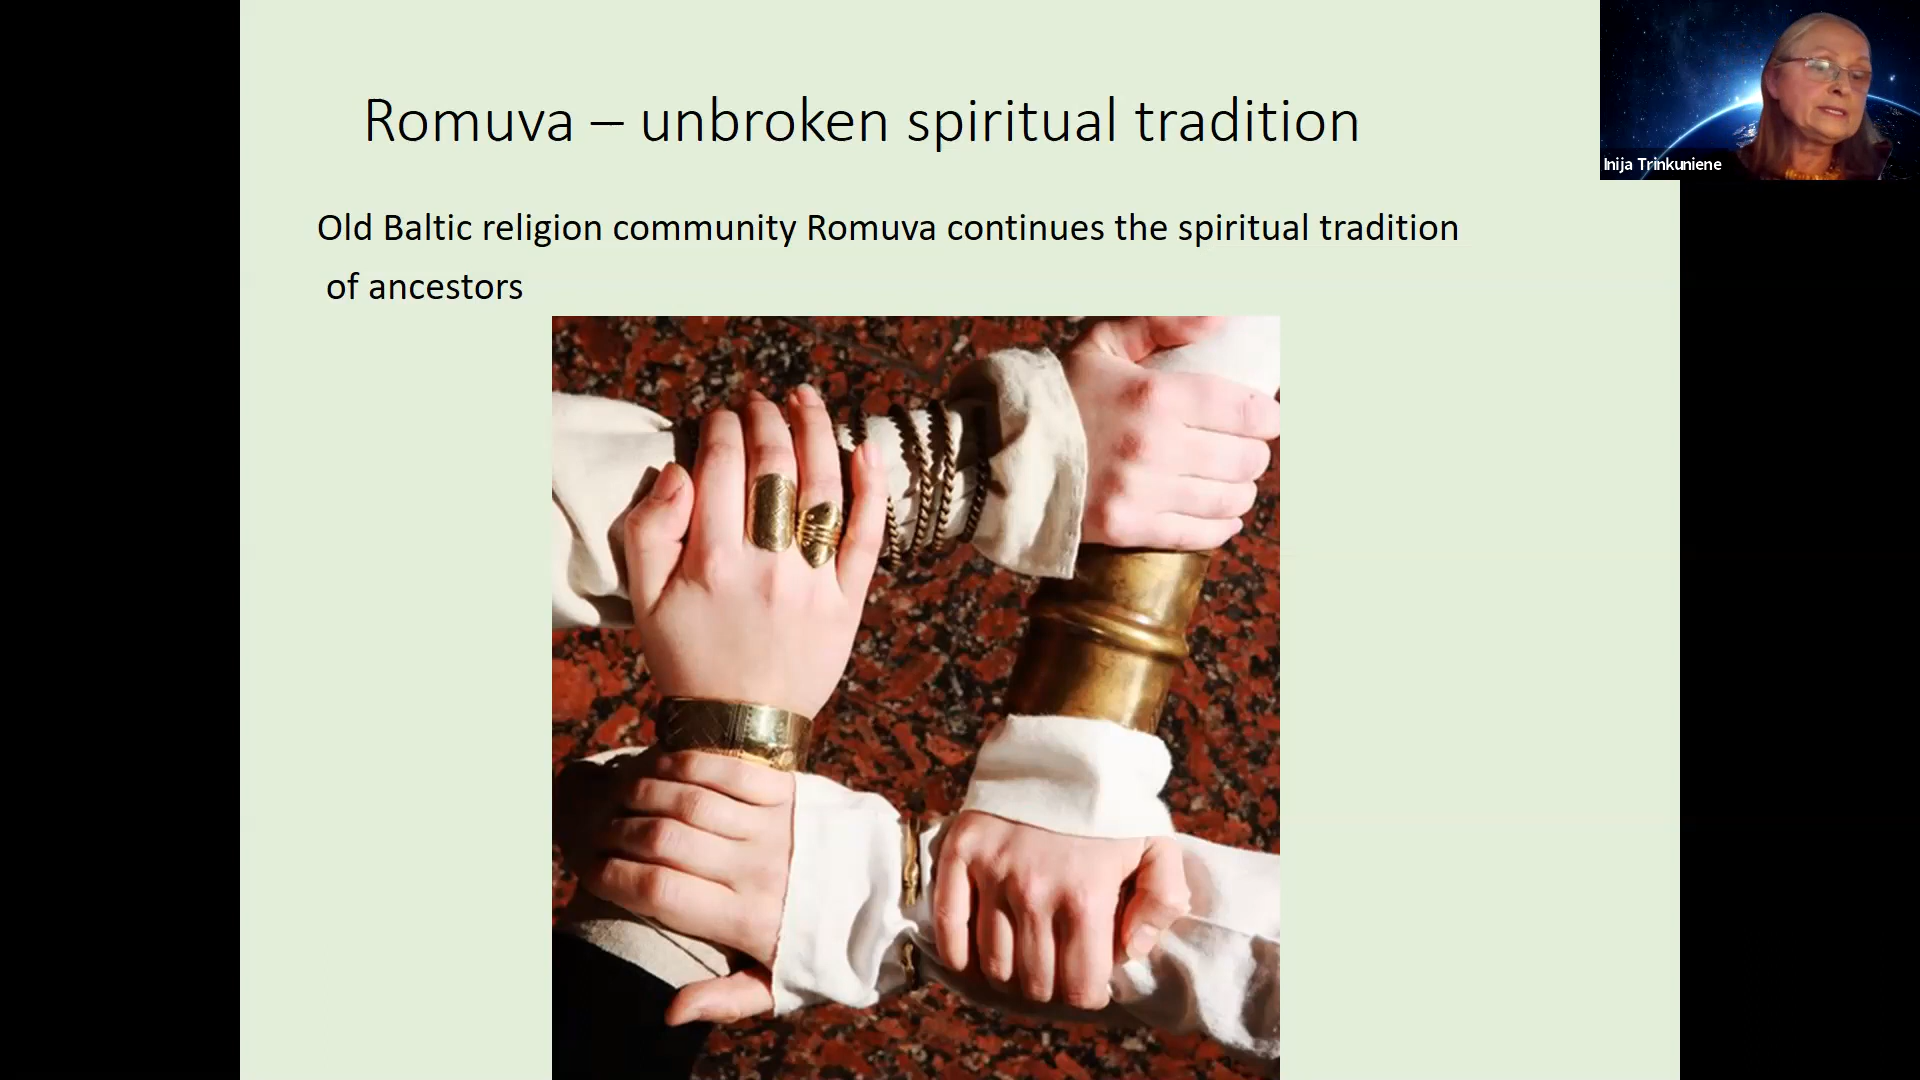 Romuva – unbroken spiritual tradition
Inija Trinkuniene
Old Baltic religion community Romuva continues the spiritual tradition
of ancestors